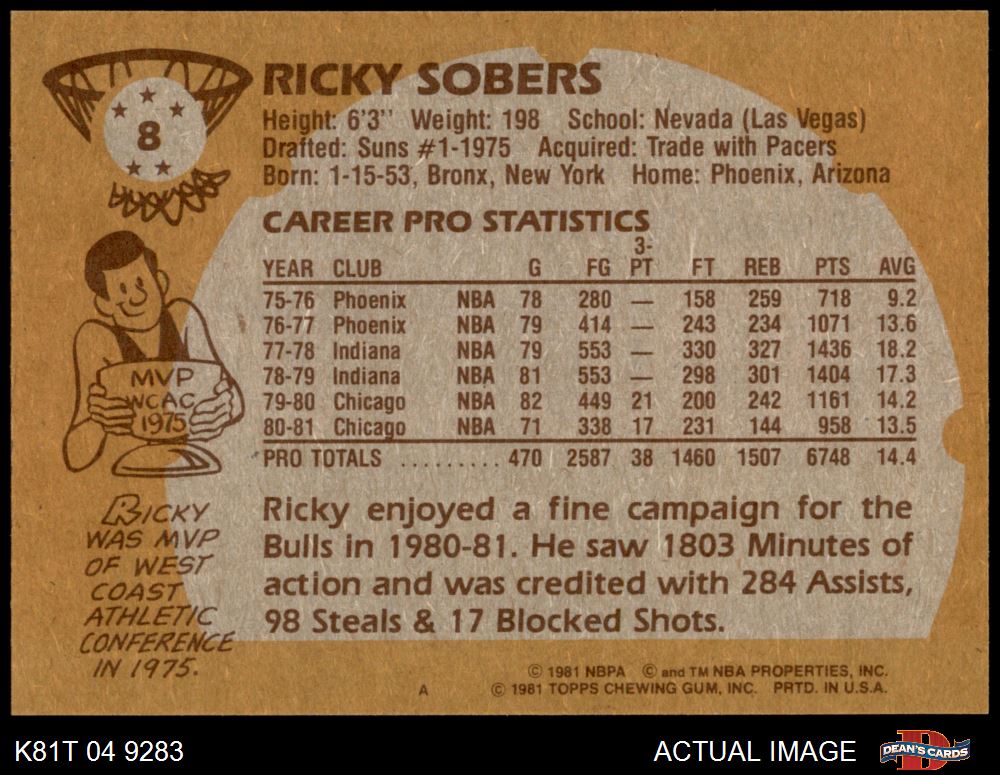 8
RICKY SOBERS
Height: 6'3" Weight: 198 School: Nevada (Las Vegas)
Drafted: Suns #1-1975 Acquired: Trade with Pacers
Born: 1-15-53, Bronx, New York Home: Phoenix, Arizona
CAREER PRO STATISTICS
YEAR CLUB G FG 3-PT FT REB PTS AVG
75-76 Phoenix NBA 78 280 — 158 259 718 9.2
76-77 Phoenix NBA 79 414 — 243 234 1071 13.6
77-78 Indiana NBA 79 553 — 330 327 1436 18.2
78-79 Indiana NBA 81 553 — 298 301 1404 17.3
79-80 Chicago NBA 82 449 21 200 242 1161 14.2
80-81 Chicago NBA 71 338 17 231 144 958 13.5
PRO TOTALS ......... 470 2587 38 1460 1507 6748 14.4
MVP
WCAC
1975
RICKY
WAS MVP
OF WEST
COAST
ATHLETIC
CONFERENCE
IN 1975.
Ricky enjoyed a fine campaign for the
Bulls in 1980-81. He saw 1803 Minutes of
action and was credited with 284 Assists,
98 Steals & 17 Blocked Shots.
© 1981 NBPA © and TM NBA PROPERTIES, INC.
A © 1981 TOPPS CHEWING GUM, INC. PRTD. IN U.S.A.
K81T 04 9283 ACTUAL IMAGE DEAN'S CARDS